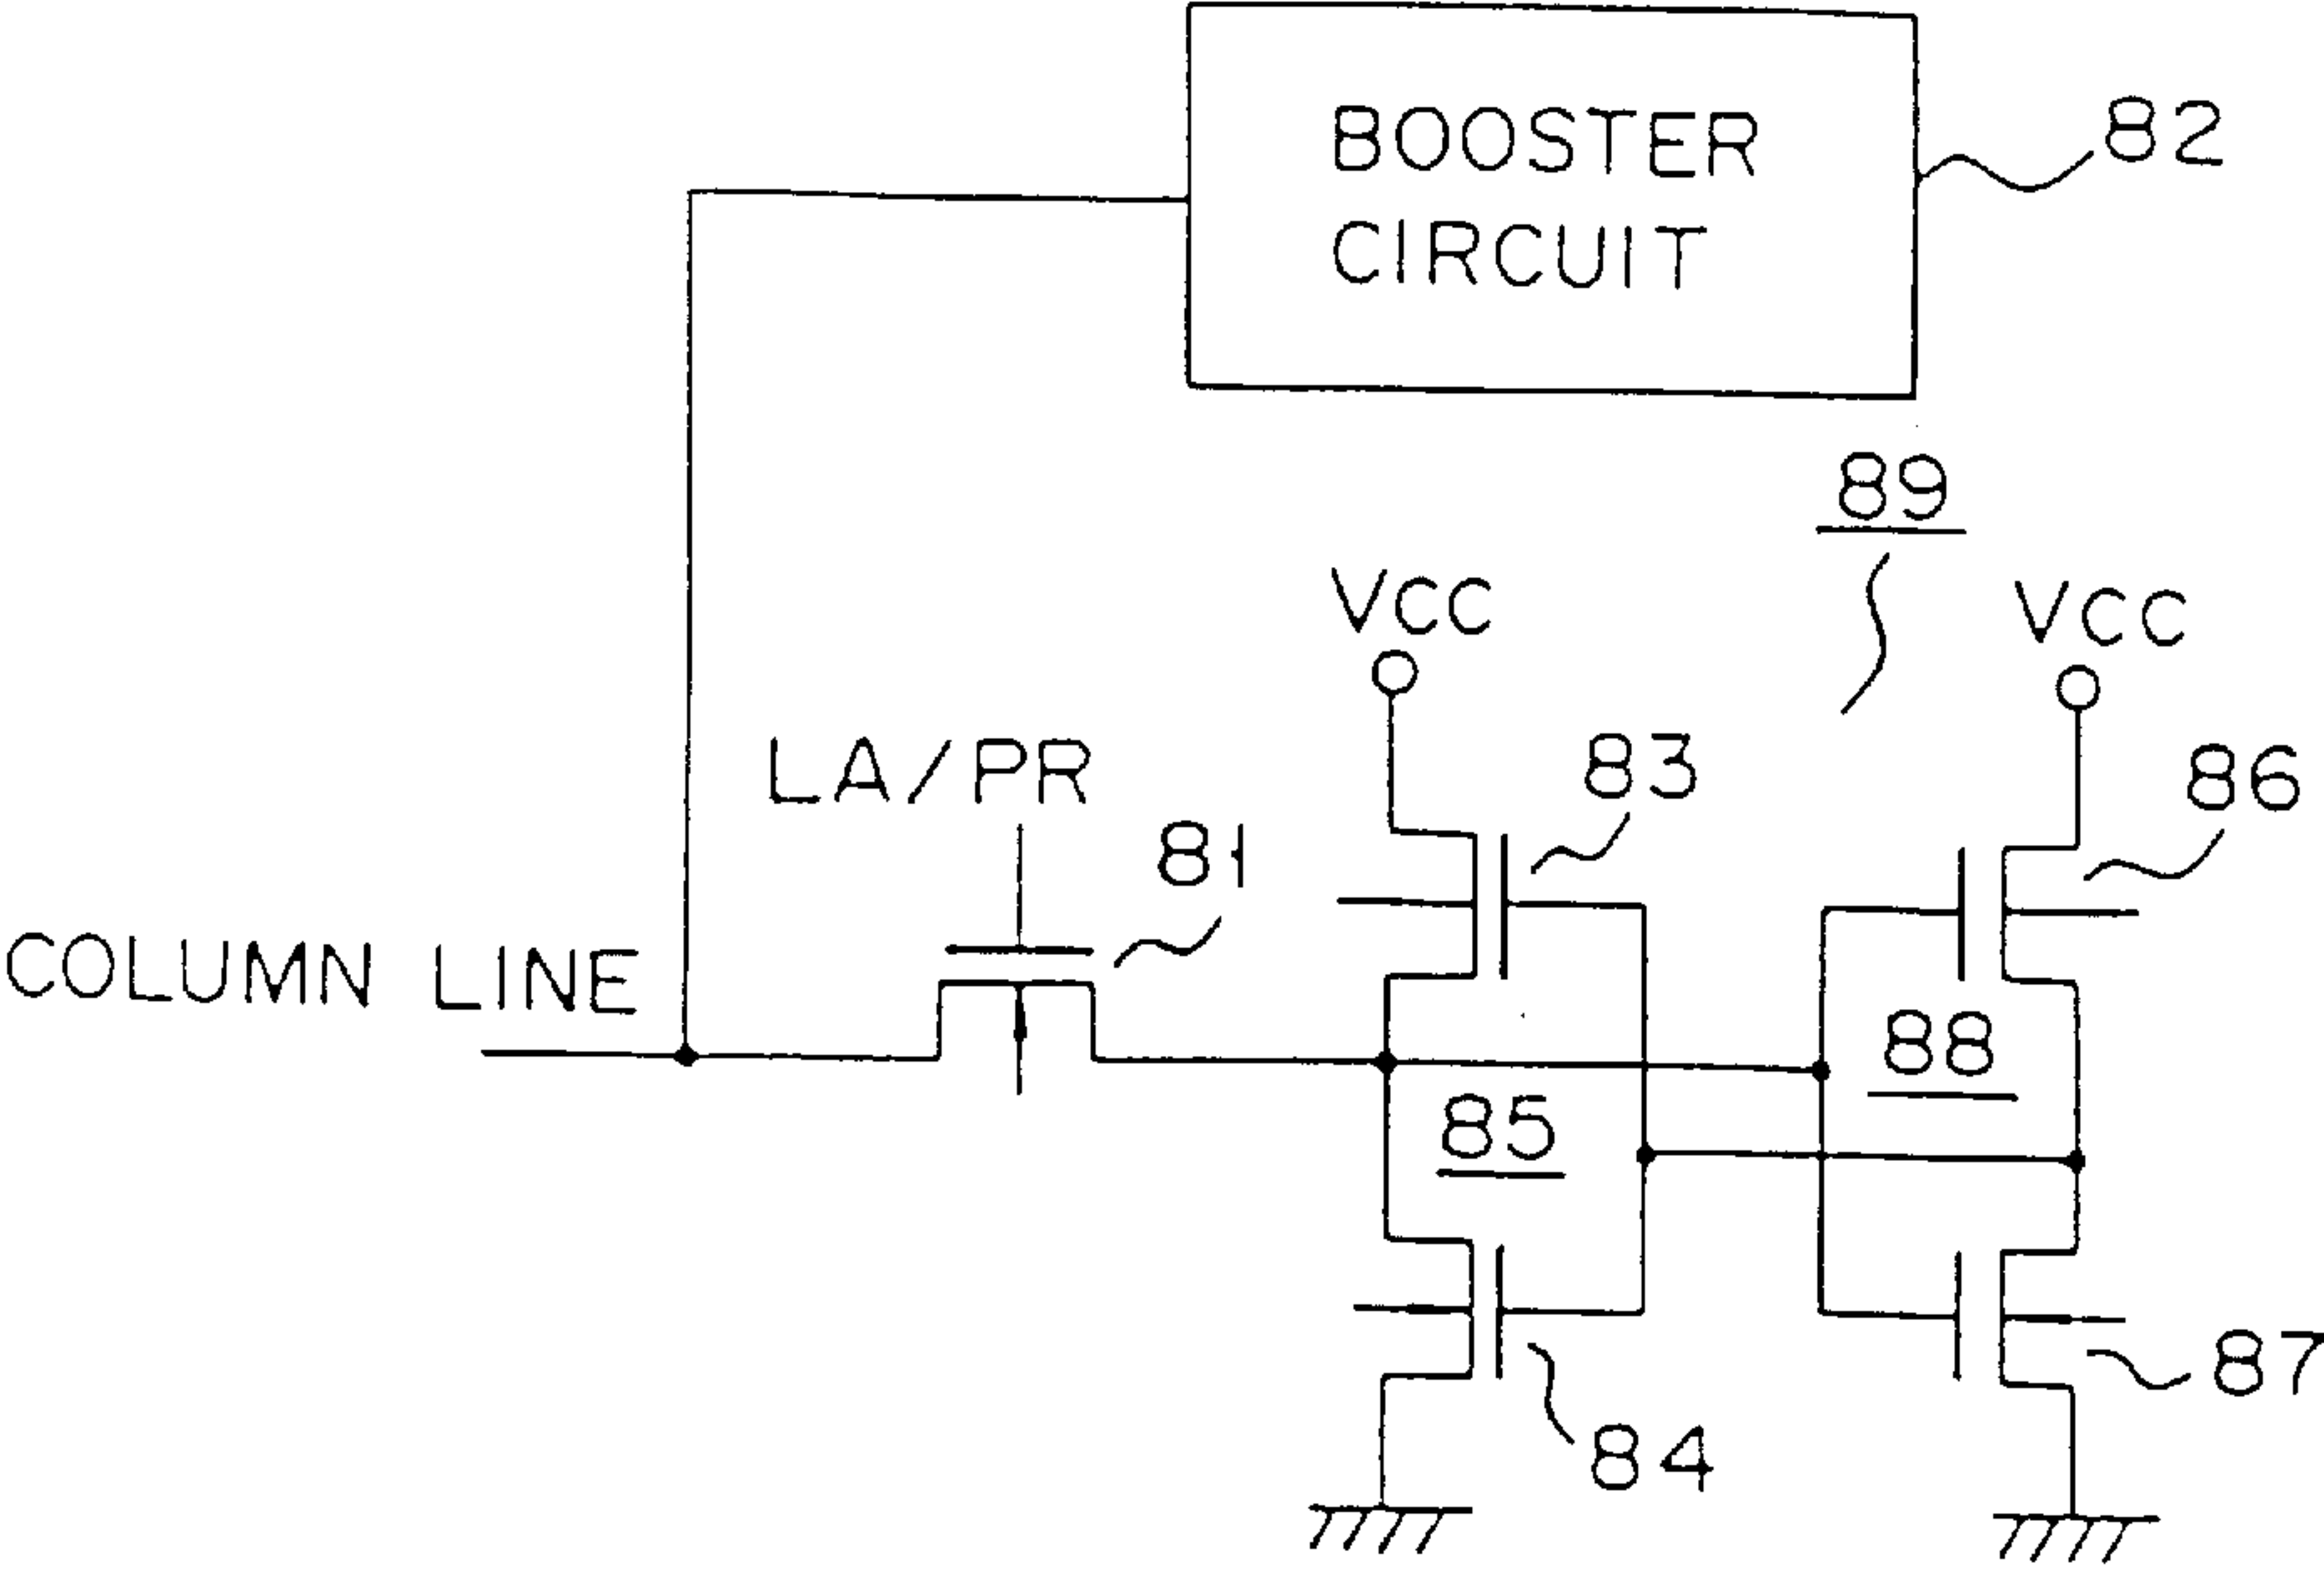 BOOSTER
CIRCUIT
82
89
VCC
VCC
LA/PR
83
86
81
COLUMN LINE
88
85
87
84